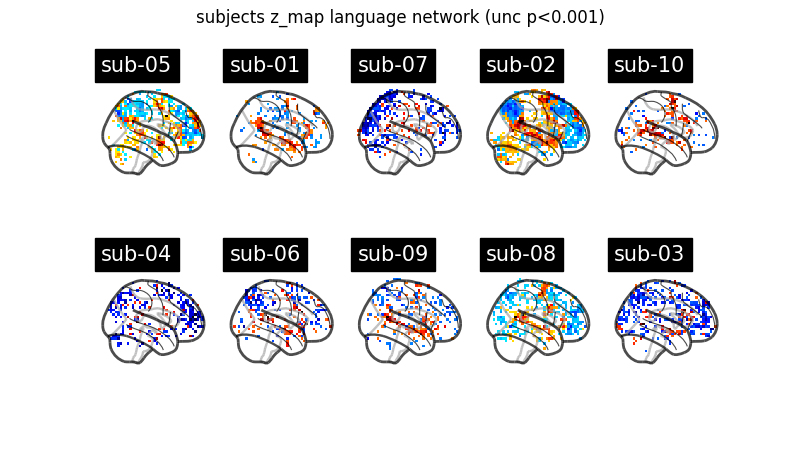 subjects z_map language network (unc p<0.001)
sub-05
sub-01
sub-07
sub-02
sub-10
sub-04
sub-06
sub-09
sub-08
sub-03